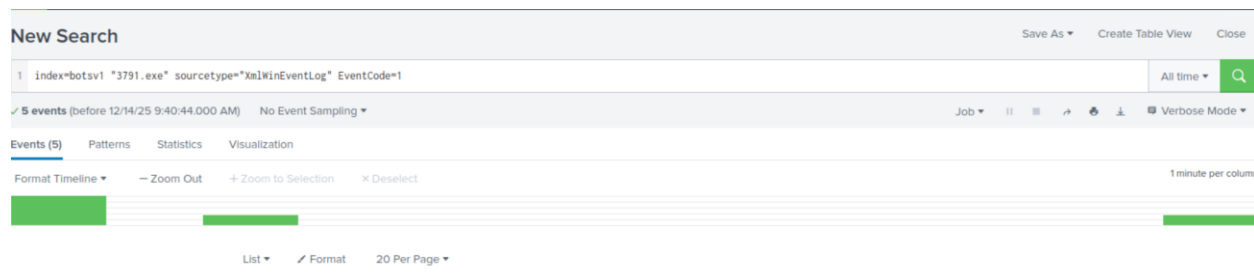 New Search
Save As Create Table View Close
1 index=botsv1 "3791.exe" sourcetype="XmlWinEventLog" EventCode=1
All time
5 events (before 12/14/25 9:40:44.000 AM) No Event Sampling
Job Verbose Mode
Events (5) Patterns Statistics Visualization
Format Timeline − Zoom Out + Zoom to Selection × Deselect
1 minute per colum
List Format 20 Per Page